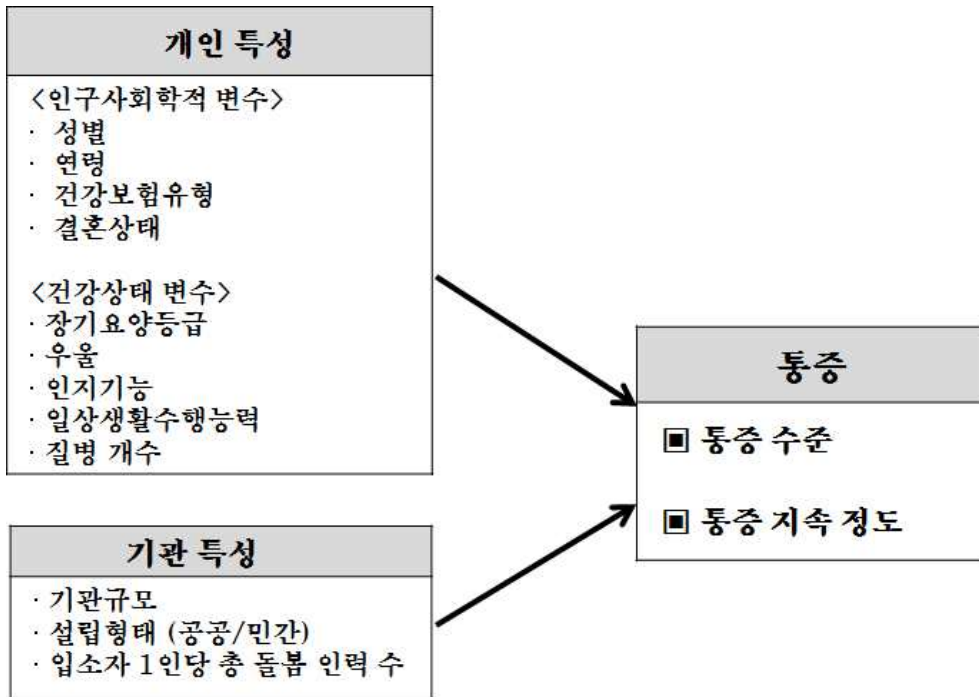 개인 특성
<인구사회학적 변수>
· 성별
· 연령
· 건강보험유형
· 결혼상태
<건강상태 변수>
· 장기요양등급
· 우울
· 인지기능
· 일상생활수행능력
· 질병 개수
통증
▣ 통증 수준
▣ 통증 지속 정도
기관 특성
· 기관규모
· 설립형태 (공공/민간)
· 입소자 1인당 총 돌봄 인력 수